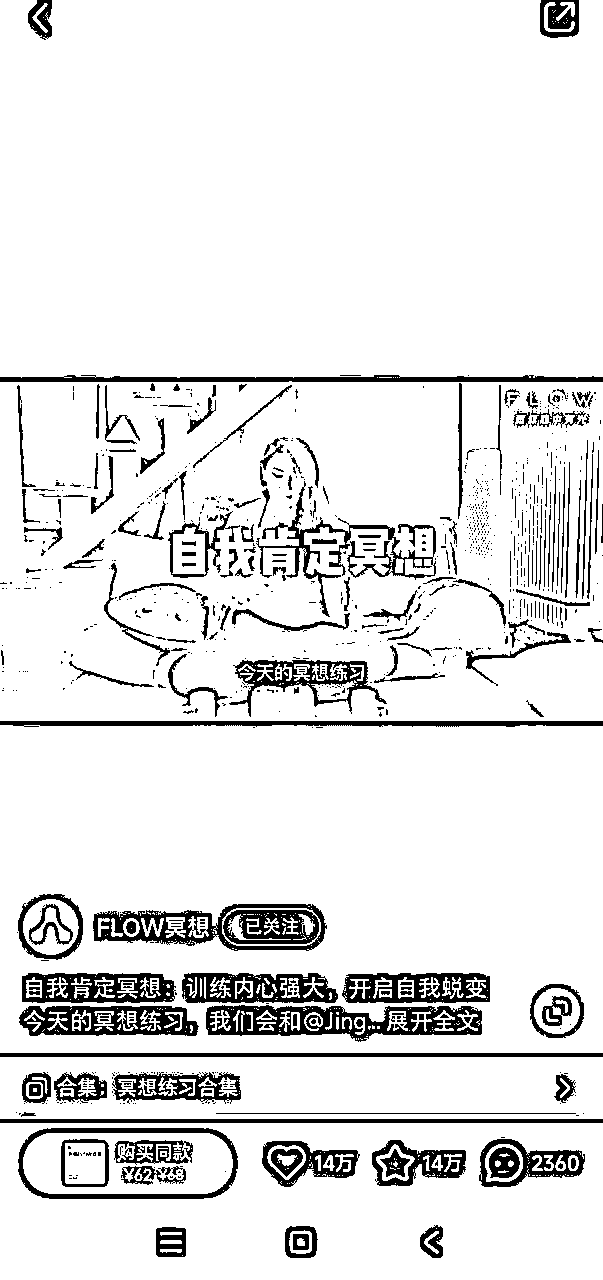 FLOW
自我肯定冥想
今天的冥想练习
FLOW冥想 已关注
自我肯定冥想：训练内心强大，开启自我蜕变
今天的冥想练习，我们会和@Jing... 展开全文
合集：冥想练习合集
购买同款
¥62 ¥68
14万 14万 2360